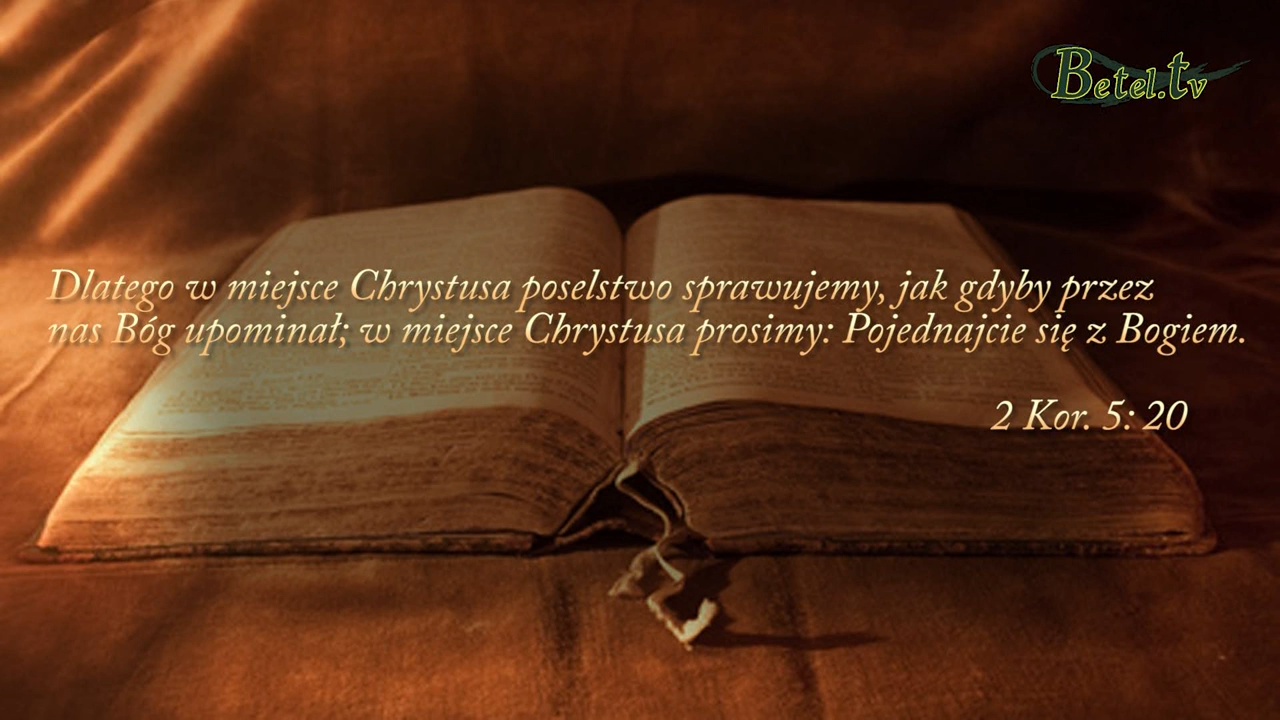 Betel.tv
Dlatego w miejsce Chrystusa poselstwo sprawujemy, jak gdyby przez
nas Bóg upominał; w miejsce Chrystusa prosimy: Pojednajcie się z Bogiem.
2 Kor. 5: 20